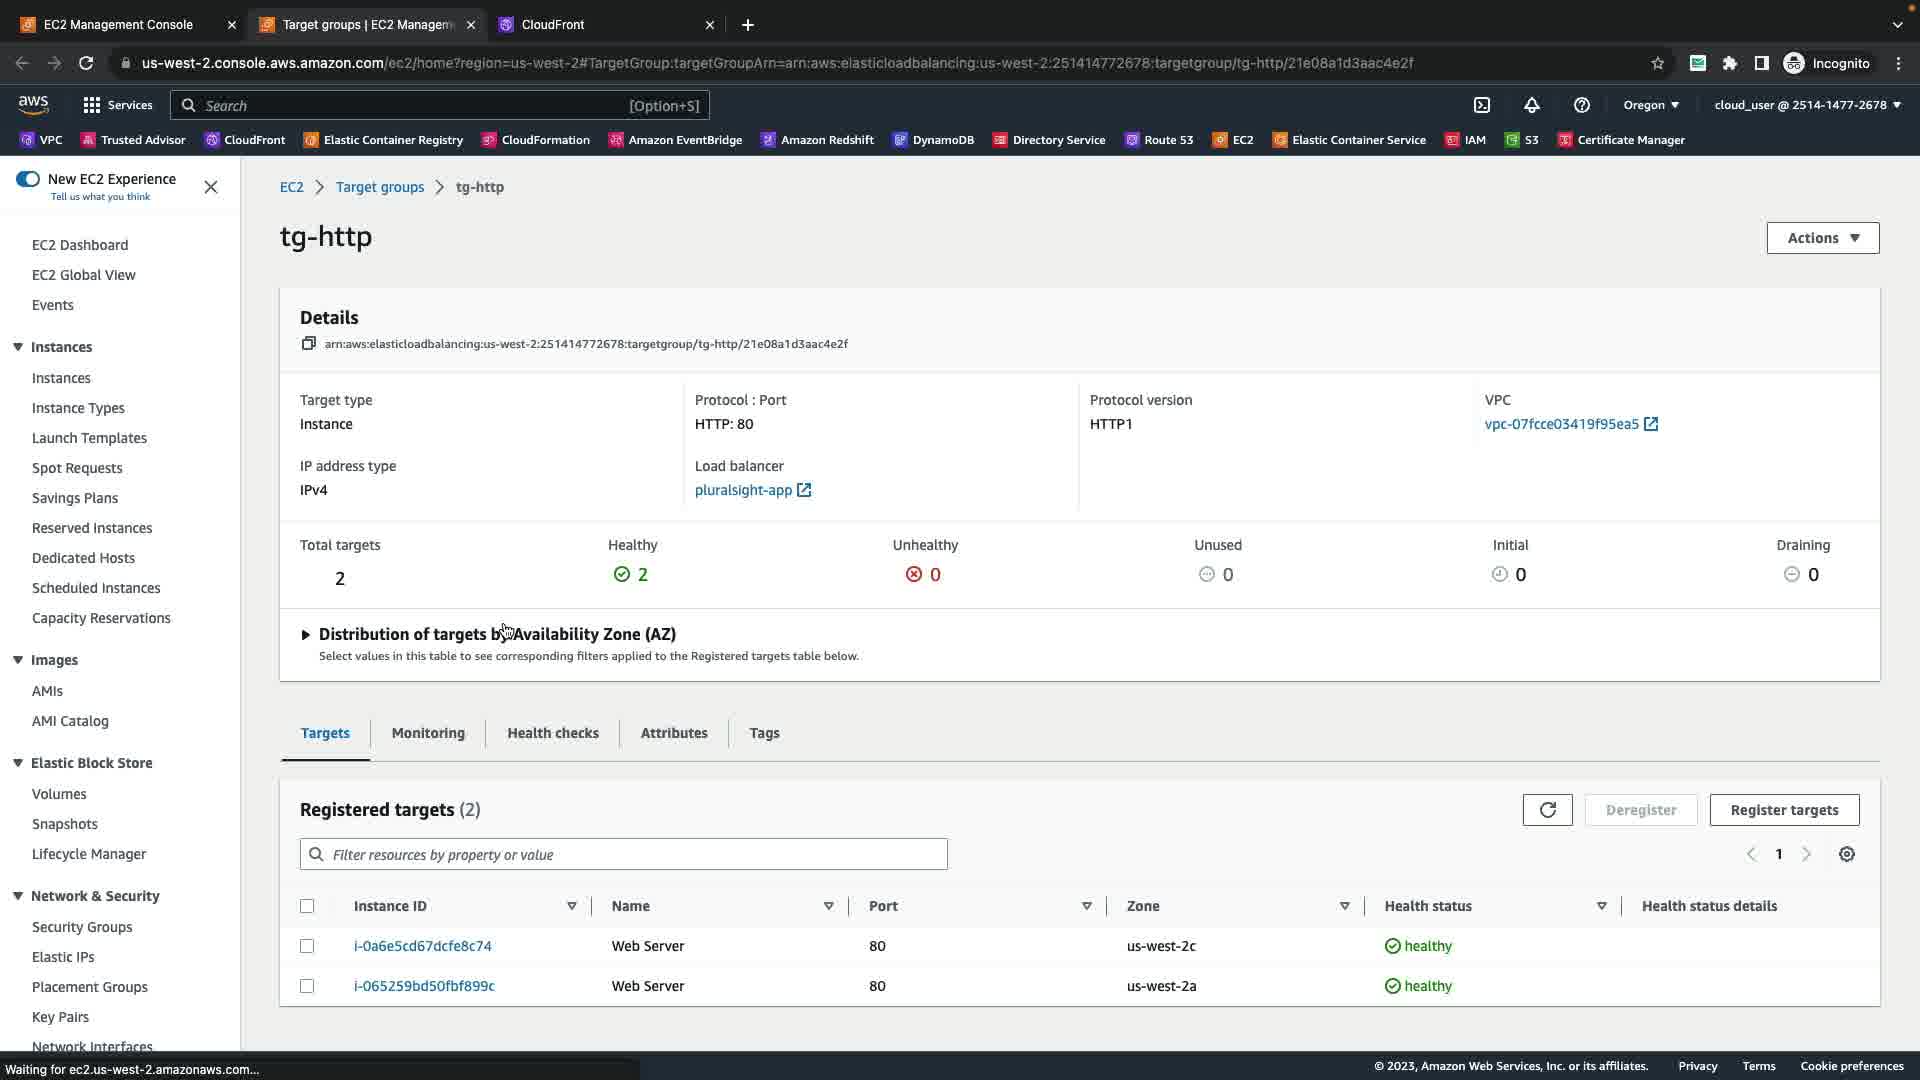 EC2 Management Console
Target groups | EC2 Managem
CloudFront
us-west-2.console.aws.amazon.com/ec2/home?region=us-west-2#TargetGroup:targetGroupArn=arn:aws:elasticloadbalancing:us-west-2:251414772678:targetgroup/tg-http/21e08a1d3aac4e2f
Incognito
aws
Services
Search
[Option+S]
Oregon
cloud_user @ 2514-1477-2678
VPC
Trusted Advisor
CloudFront
Elastic Container Registry
CloudFormation
Amazon EventBridge
Amazon Redshift
DynamoDB
Directory Service
Route 53
EC2
Elastic Container Service
IAM
S3
Certificate Manager
New EC2 Experience
Tell us what you think
EC2 Dashboard
EC2 Global View
Events
Instances
Instances
Instance Types
Launch Templates
Spot Requests
Savings Plans
Reserved Instances
Dedicated Hosts
Scheduled Instances
Capacity Reservations
Images
AMIs
AMI Catalog
Elastic Block Store
Volumes
Snapshots
Lifecycle Manager
Network & Security
Security Groups
Elastic IPs
Placement Groups
Key Pairs
Network Interfaces
EC2 > Target groups > tg-http
tg-http
Actions
Details
arn:aws:elasticloadbalancing:us-west-2:251414772678:targetgroup/tg-http/21e08a1d3aac4e2f
Target type
Instance
Protocol : Port
HTTP: 80
Protocol version
HTTP1
VPC
vpc-07fcce03419f95ea5
IP address type
IPv4
Load balancer
pluralsight-app
Total targets
2
Healthy
2
Unhealthy
0
Unused
0
Initial
0
Draining
0
Distribution of targets by Availability Zone (AZ)
Select values in this table to see corresponding filters applied to the Registered targets table below.
Targets
Monitoring
Health checks
Attributes
Tags
Registered targets (2)
Deregister
Register targets
Filter resources by property or value
1
Instance ID Name Port Zone Health status Health status details
i-0a6e5cd67dcfe8c74 Web Server 80 us-west-2c healthy
i-065259bd50fbf899c Web Server 80 us-west-2a healthy
Waiting for ec2.us-west-2.amazonaws.com...
© 2023, Amazon Web Services, Inc. or its affiliates.
Privacy
Terms
Cookie preferences